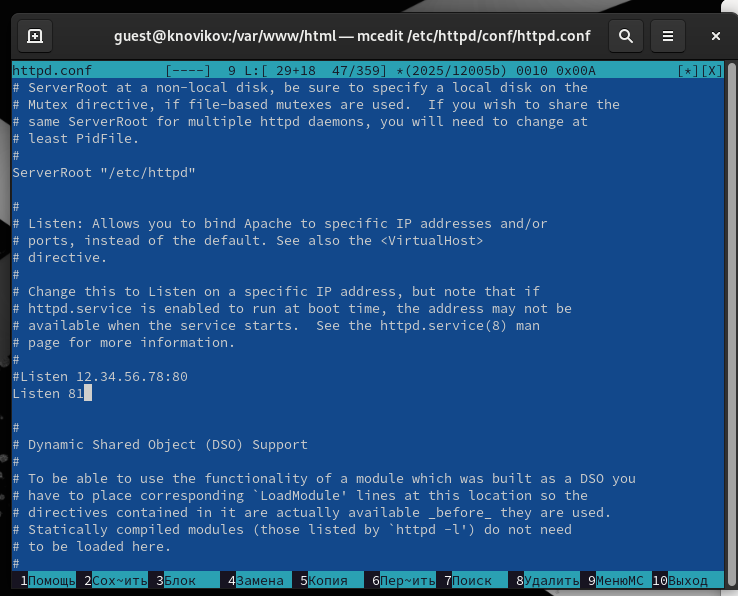 guest@knovikov:/var/www/html — mcedit /etc/httpd/conf/httpd.conf
httpd.conf [----] 9 L:[ 29+18 47/359] *(2025/12005b) 0010 0x00A [*][X]
# ServerRoot at a non-local disk, be sure to specify a local disk on the
# Mutex directive, if file-based mutexes are used.  If you wish to share the
# same ServerRoot for multiple httpd daemons, you will need to change at
# least PidFile.
#
ServerRoot "/etc/httpd"
#
# Listen: Allows you to bind Apache to specific IP addresses and/or
# ports, instead of the default. See also the <VirtualHost>
# directive.
#
# Change this to Listen on a specific IP address, but note that if
# httpd.service is enabled to run at boot time, the address may not be
# available when the service starts.  See the httpd.service(8) man
# page for more information.
#
#Listen 12.34.56.78:80
Listen 81
#
# Dynamic Shared Object (DSO) Support
#
# To be able to use the functionality of a module which was built as a DSO you
# have to place corresponding `LoadModule' lines at this location so the
# directives contained in it are actually available _before_ they are used.
# Statically compiled modules (those listed by `httpd -l') do not need
# to be loaded here.
#
1Помощь 2Сох~ить 3Блок 4Замена 5Копия 6Пер~ить 7Поиск 8Удалить 9МенюMC 10Выход